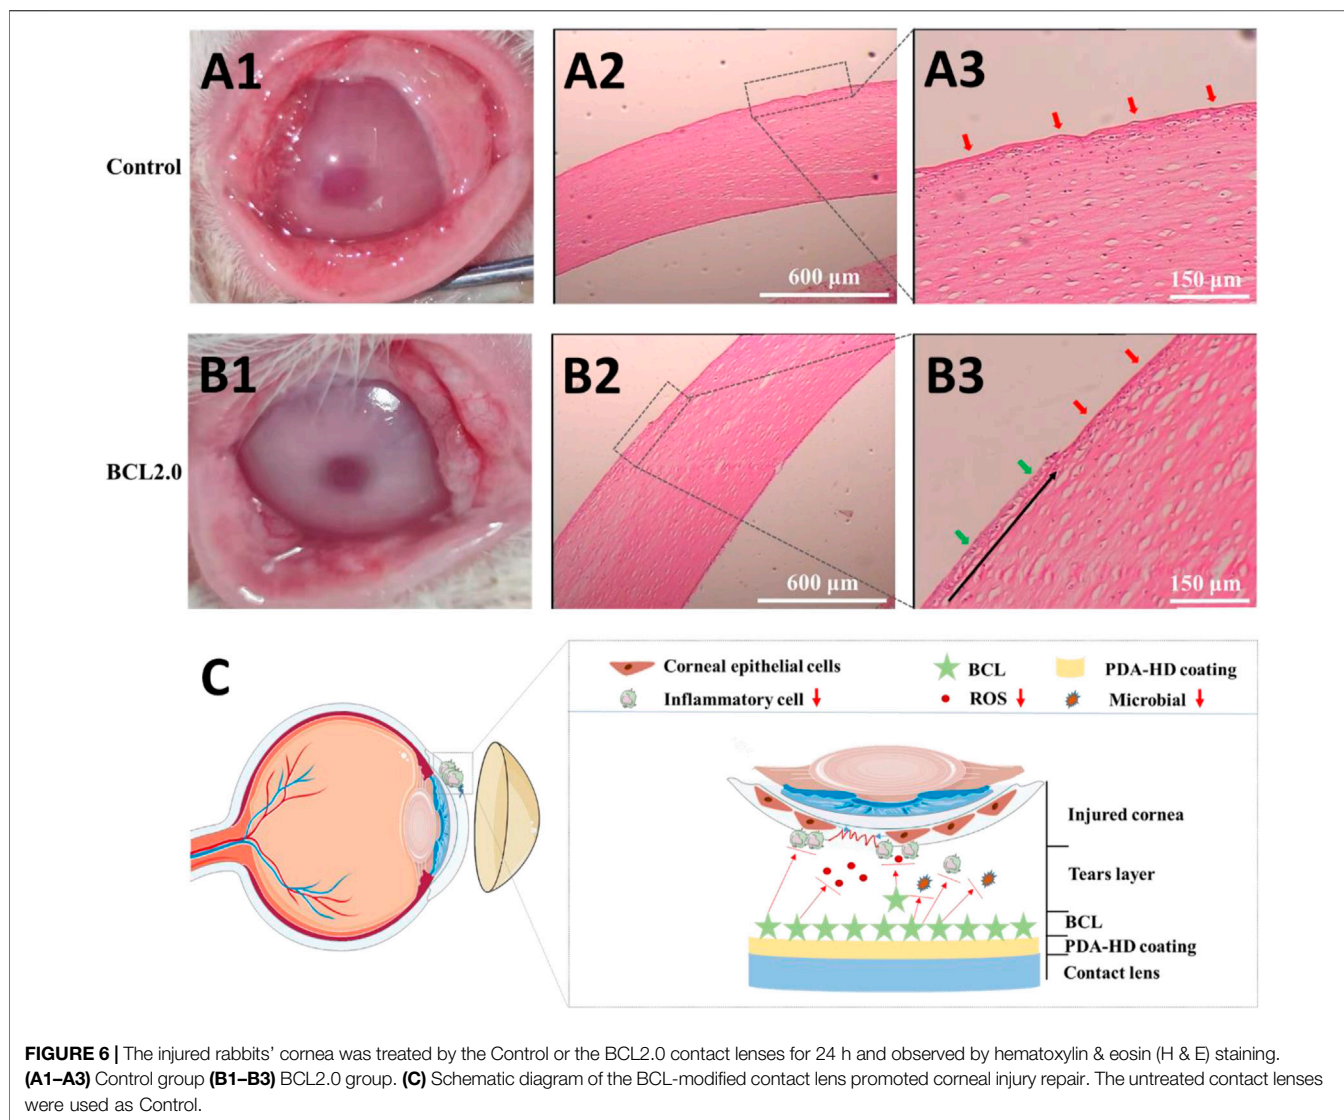 A1
A2
A3
Control
600 µm
150 µm
B1
B2
B3
BCL2.0
600 µm
150 µm
C
Corneal epithelial cells
BCL
PDA-HD coating
Inflammatory cell
ROS
Microbial
Injured cornea
Tears layer
BCL
PDA-HD coating
Contact lens
FIGURE 6 | The injured rabbits’ cornea was treated by the Control or the BCL2.0 contact lenses for 24 h and observed by hematoxylin & eosin (H & E) staining.
(A1–A3) Control group (B1–B3) BCL2.0 group. (C) Schematic diagram of the BCL-modified contact lens promoted corneal injury repair. The untreated contact lenses
were used as Control.